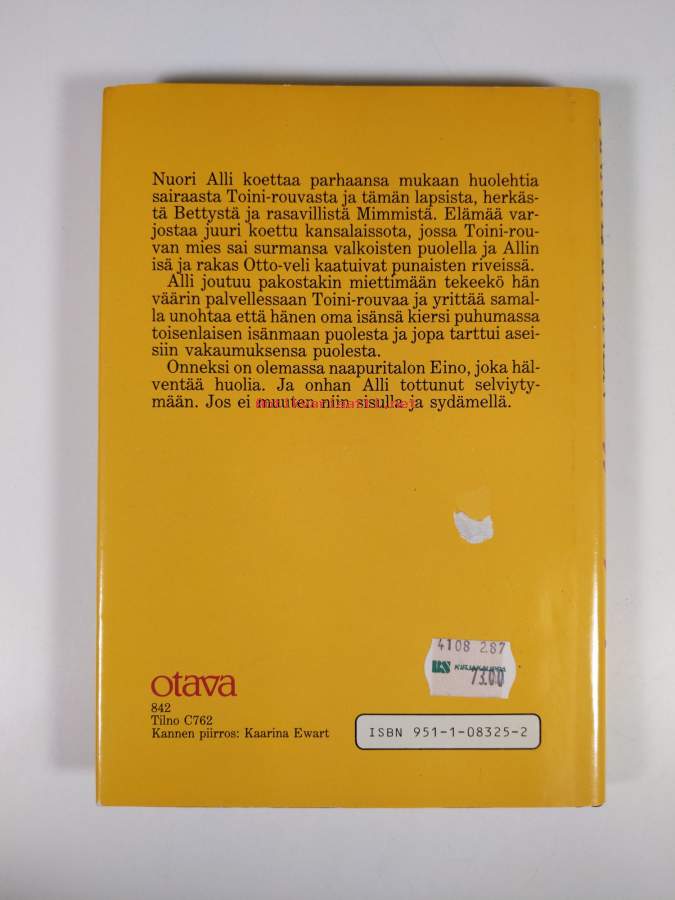 Nuori Alli koettaa parhaansa mukaan huolehtia
sairaasta Toini-rouvasta ja tämän lapsista, herkäs-
tä Bettystä ja rasavillistä Mimmistä. Elämää var-
jostaa juuri koettu kansalaissota, jossa Toini-rou-
van mies sai surmansa valkoisten puolella ja Allin
isä ja rakas Otto-veli kaatuivat punaisten riveissä.
Alli joutuu pakostakin miettimään tekeekö hän
väärin palvellessaan Toini-rouvaa ja yrittää samal-
la unohtaa että hänen oma isänsä kiersi puhumassa
toisenlaisen isänmaan puolesta ja jopa tarttui asei-
siin vakaumuksensa puolesta.
Onneksi on olemassa naapuritalon Eino, joka häl-
ventää huolia. Ja onhan Alli tottunut selviyty-
mään. Jos ei muuten niin sisulla ja sydämellä.
Antikvariaatti.net
4108 287
KS KIRJAKAUPPA
73.00
otava
842
Tilno C762
Kannen piirros: Kaarina Ewart
ISBN 951-1-08325-2